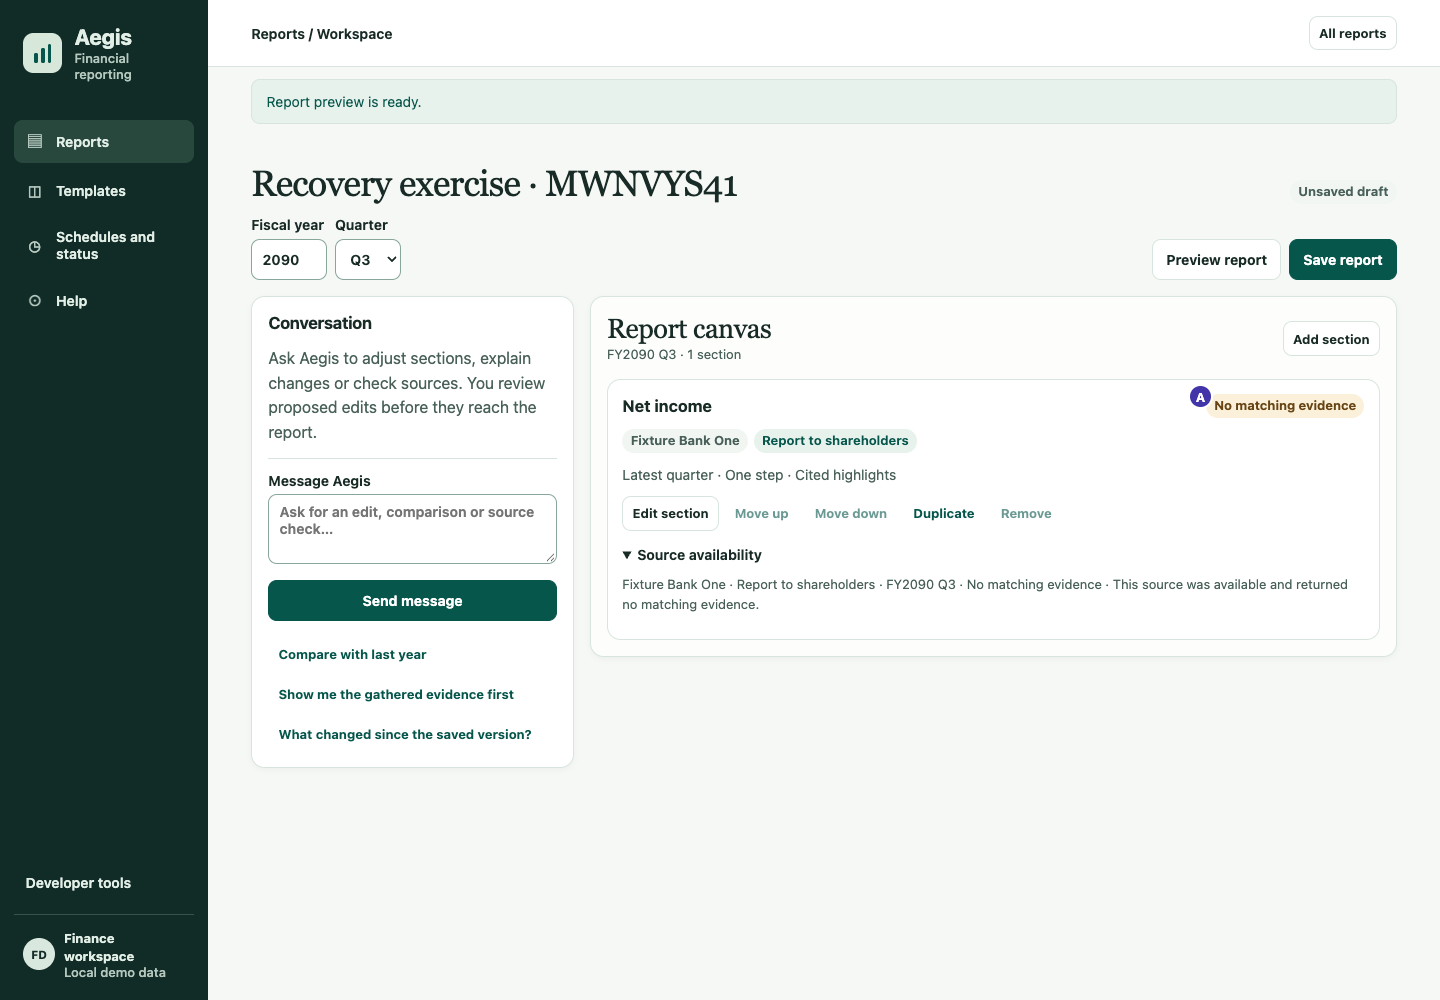 Aegis
Financial
reporting
Reports
Templates
Schedules and
status
Help
Developer tools
FD
Finance
workspace
Local demo data
Reports / Workspace
All reports
Report preview is ready.
Recovery exercise · MWNVYS41
Unsaved draft
Fiscal year
Quarter
2090
Q3
Preview report
Save report
Conversation
Ask Aegis to adjust sections, explain
changes or check sources. You review
proposed edits before they reach the
report.
Message Aegis
Ask for an edit, comparison or source
check...
Send message
Compare with last year
Show me the gathered evidence first
What changed since the saved version?
Report canvas
FY2090 Q3 · 1 section
Add section
Net income
A
No matching evidence
Fixture Bank One
Report to shareholders
Latest quarter · One step · Cited highlights
Edit section
Move up
Move down
Duplicate
Remove
Source availability
Fixture Bank One · Report to shareholders · FY2090 Q3 · No matching evidence · This source was available and returned
no matching evidence.